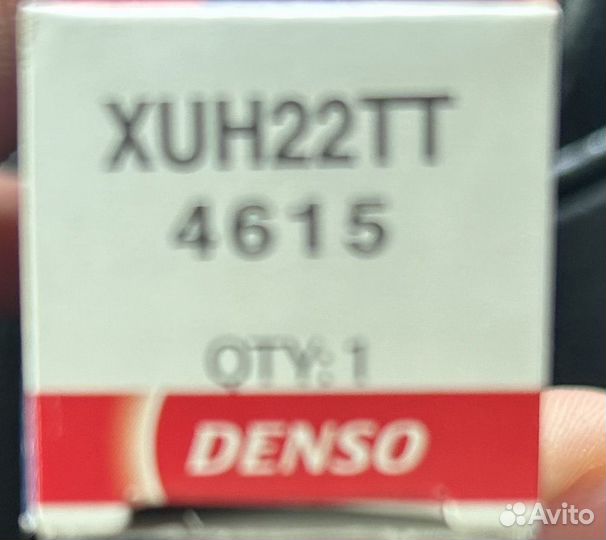 XUH22TT
4615
QTY: 1
DENSO
Avito